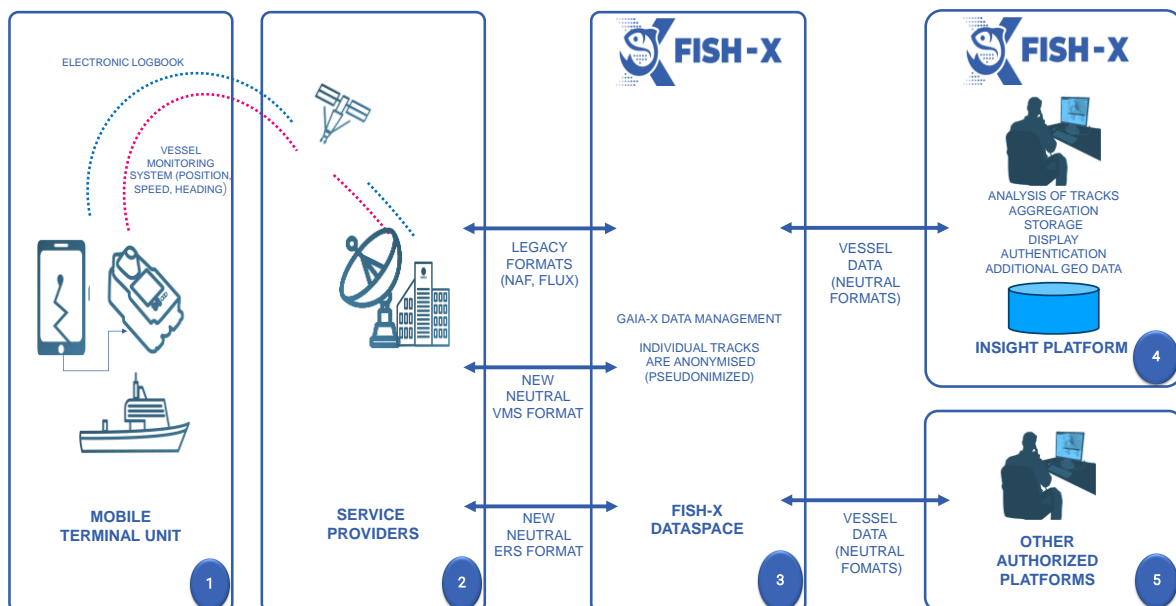 ELECTRONIC LOGBOOK
VESSEL
MONITORING
SYSTEM (POSITION,
SPEED, HEADING)
MOBILE
TERMINAL UNIT
1
SERVICE
PROVIDERS
2
LEGACY
FORMATS
(NAF, FLUX)
NEW
NEUTRAL
VMS FORMAT
NEW
NEUTRAL
ERS FORMAT
FISH-X
GAIA-X DATA MANAGEMENT
INDIVIDUAL TRACKS
ARE ANONYMISED
(PSEUDONIMIZED)
FISH-X
DATASPACE
3
VESSEL
DATA
(NEUTRAL
FORMATS)
VESSEL
DATA
(NEUTRAL
FOMATS)
FISH-X
ANALYSIS OF TRACKS
AGGREGATION
STORAGE
DISPLAY
AUTHENTICATION
ADDITIONAL GEO DATA
INSIGHT PLATFORM
4
OTHER
AUTHORIZED
PLATFORMS
5